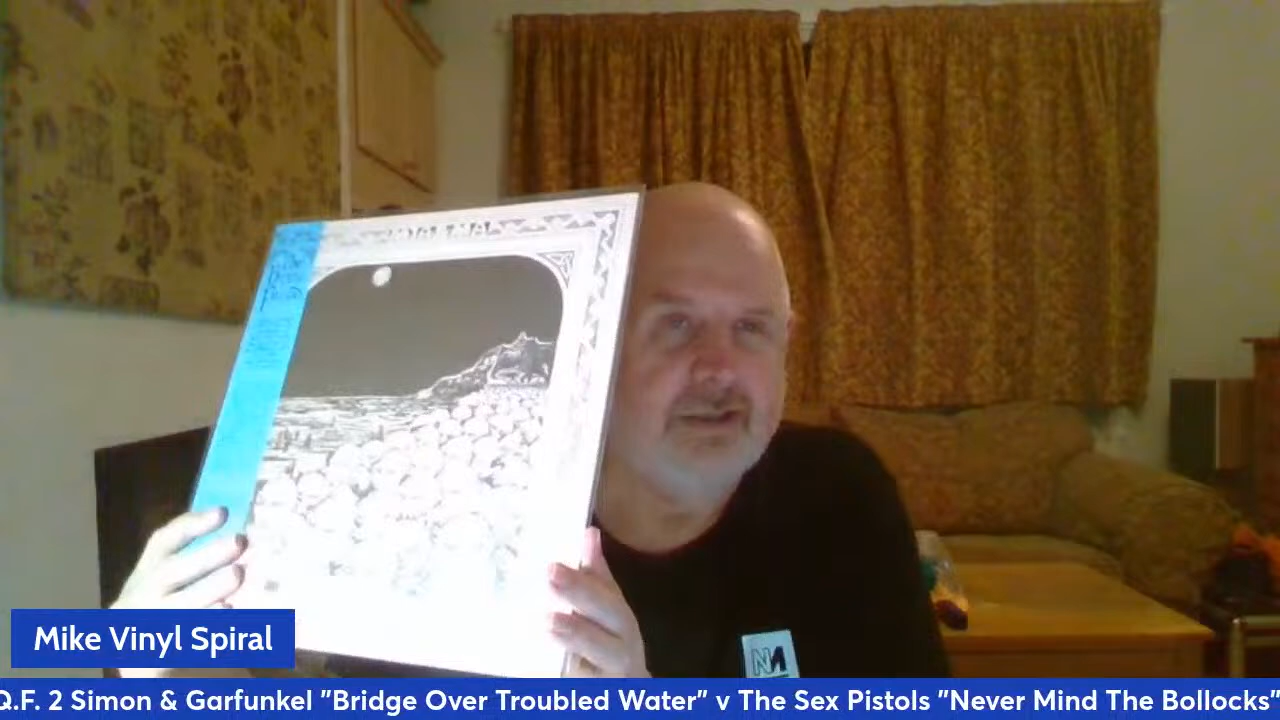 Mike Vinyl Spiral
Q.F. 2 Simon & Garfunkel "Bridge Over Troubled Water" v The Sex Pistols "Never Mind The Bollocks"